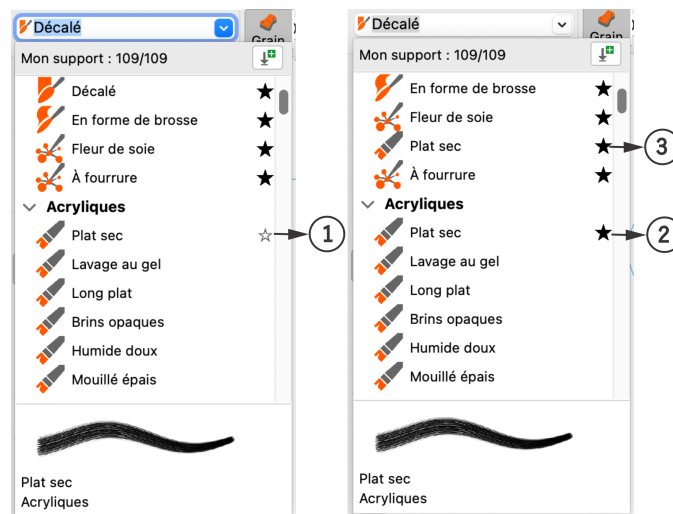 Décalé
Grain
Mon support : 109/109
Décalé
En forme de brosse
Fleur de soie
À fourrure
Acryliques
Plat sec
1
Lavage au gel
Long plat
Brins opaques
Humide doux
Mouillé épais
Plat sec
Acryliques
Décalé
Grain
Mon support : 109/109
En forme de brosse
Fleur de soie
Plat sec
3
À fourrure
Acryliques
Plat sec
2
Lavage au gel
Long plat
Brins opaques
Humide doux
Mouillé épais
Plat sec
Acryliques